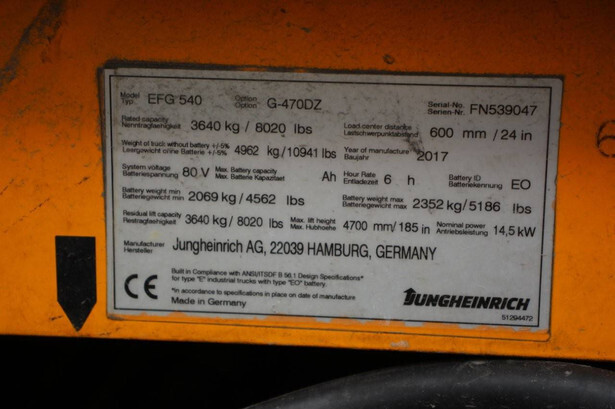 Model EFG 540 Option G-470DZ Serial-No. FN539047
Typ. Option Serien-Nr.
Rated capacity 3640 kg / 8020 lbs Load center distance 600 mm / 24 in
Nenntragfaehigkeit Lastschwerpunktabstand
Weight of truck without battery +/-5% 4962 kg/10941 lbs Year of manufacture 2017
Leergewicht ohne Batterie +/-5% Baujahr
System voltage 80 V Max. Battery capacity Ah Hour Rate 6 h Battery ID EO
Batteriespannung Max. Batterie Kapazitaet Entladezeit Batteriekennung
Battery weight min 2069 kg/ 4562 lbs Battery weight max 2352 kg/5186 lbs
Batteriegewicht min Batteriegewicht max
Residual lift capacity 3640 kg/ 8020 lbs Max. lift height 4700 mm/185 in Nominal power 14,5 kW
Resttragfaehigkeit Max. Hubhoehe Antriebsleistung
Manufacturer Jungheinrich AG, 22039 HAMBURG, GERMANY
Hersteller
CE
Built in Compliance with ANSI/ITSDF B 56.1 Design Specifications*
for type "E" industrial trucks with type "EO" battery.
*in accordance to specifications in place on date of manufacture
Made in Germany
JUNGHEINRICH
51294472